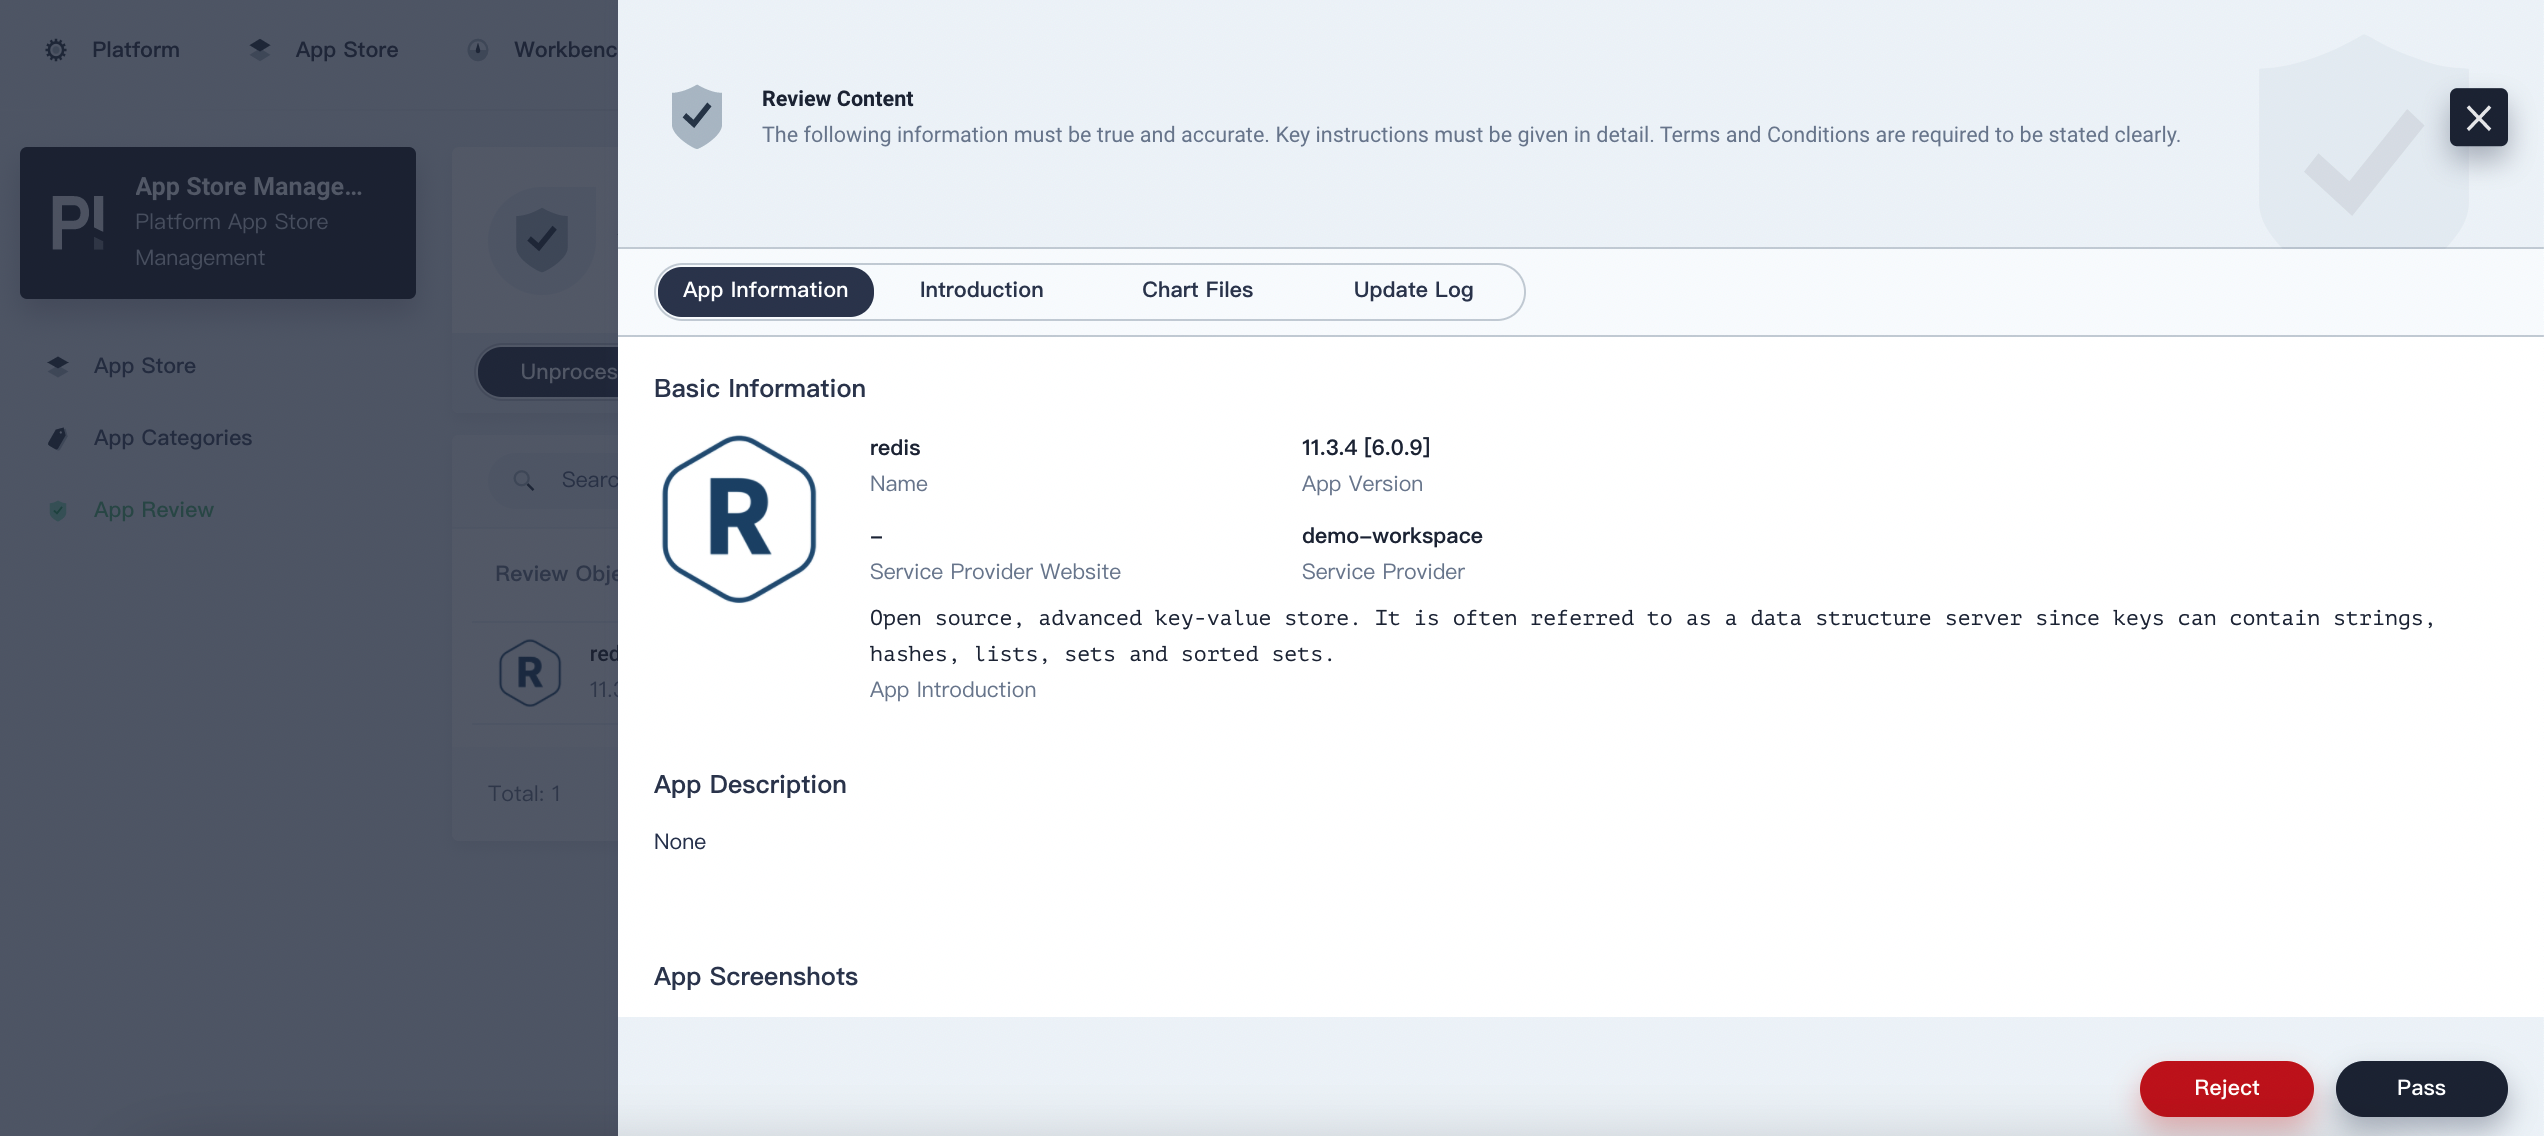 Platform
App Store
Workbenc
App Store Manage...
Platform App Store
Management
App Store
App Categories
App Review
Unproces
Searc
Review Obje
R
red
11.3
Total: 1
Review Content
The following information must be true and accurate. Key instructions must be given in detail. Terms and Conditions are required to be stated clearly.
App Information
Introduction
Chart Files
Update Log
Basic Information
R
redis
Name
11.3.4 [6.0.9]
App Version
–
Service Provider Website
demo-workspace
Service Provider
Open source, advanced key-value store. It is often referred to as a data structure server since keys can contain strings,
hashes, lists, sets and sorted sets.
App Introduction
App Description
None
App Screenshots
Reject
Pass